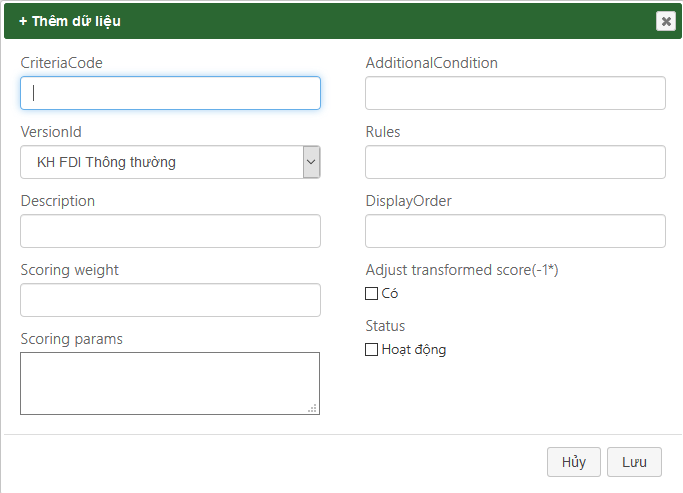 + Thêm dữ liệu
CriteriaCode
AdditionalCondition
VersionId
KH FDI Thông thường
Rules
Description
DisplayOrder
Scoring weight
Adjust transformed score(-1*)
Có
Scoring params
Status
Hoạt động
Hủy
Lưu